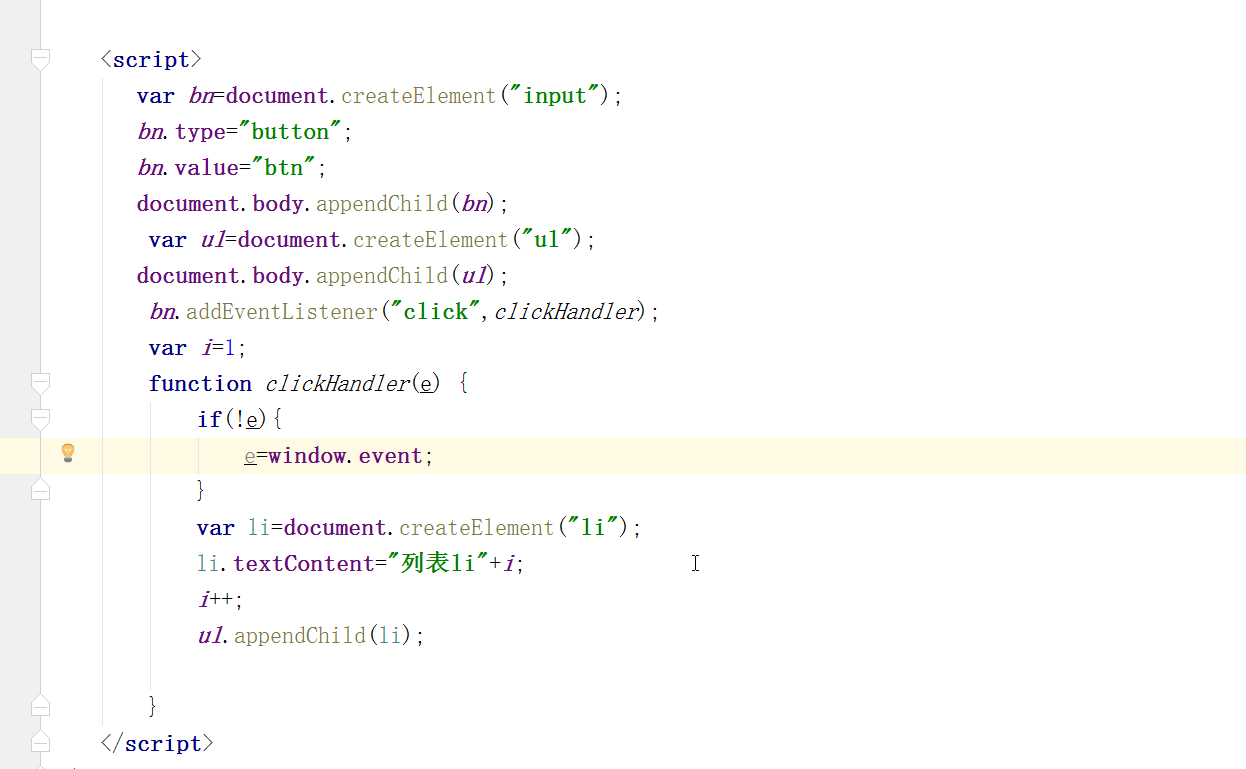 <script>
var bn=document.createElement("input");
bn.type="button";
bn.value="btn";
document.body.appendChild(bn);
var ul=document.createElement("ul");
document.body.appendChild(ul);
bn.addEventListener("click",clickHandler);
var i=1;
function clickHandler(e) {
if(!e){
e=window.event;
}
var li=document.createElement("li");
li.textContent="列表li"+i;
i++;
ul.appendChild(li);
}
</script>